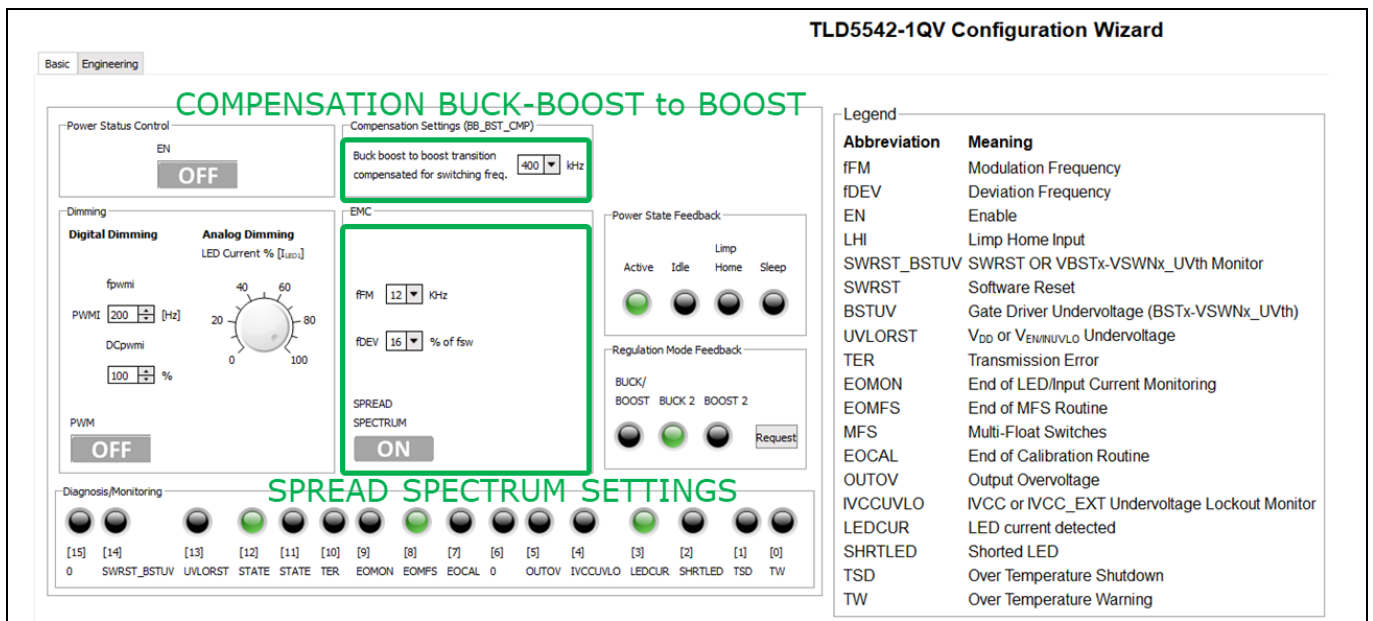 TLD5542-1QV Configuration Wizard
Basic Engineering
COMPENSATION BUCK-BOOST to BOOST
Power Status Control
EN
OFF
Compensation Settings (BB_BST_CMP)
Buck boost to boost transition
compensated for switching freq.
400 kHz
Dimming
Digital Dimming
fpwmi
PWMI 200 [Hz]
DCpwmi
100 %
PWM
OFF
Analog Dimming
LED Current % [ILED1]
40 60
20 80
0 100
EMC
fFM 12 KHz
fDEV 16 % of fsw
SPREAD
SPECTRUM
ON
Power State Feedback
Limp
Active Idle Home Sleep
Regulation Mode Feedback
BUCK/
BOOST BUCK 2 BOOST 2
Request
SPREAD SPECTRUM SETTINGS
Diagnosis/Monitoring
[15] [14] [13] [12] [11] [10] [9] [8] [7] [6] [5] [4] [3] [2] [1] [0]
0 SWRST_BSTUV UVLORST STATE STATE TER EOMON EOMFS EOCAL 0 OUTOV IVCCUVLO LEDCUR SHRTLED TSD TW
Legend
Abbreviation Meaning
fFM Modulation Frequency
fDEV Deviation Frequency
EN Enable
LHI Limp Home Input
SWRST_BSTUV SWRST OR VBSTx-VSWNx_UVth Monitor
SWRST Software Reset
BSTUV Gate Driver Undervoltage (BSTx-VSWNx_UVth)
UVLORST VDD or VEN/INUVLO Undervoltage
TER Transmission Error
EOMON End of LED/Input Current Monitoring
EOMFS End of MFS Routine
MFS Multi-Float Switches
EOCAL End of Calibration Routine
OUTOV Output Overvoltage
IVCCUVLO IVCC or IVCC_EXT Undervoltage Lockout Monitor
LEDCUR LED current detected
SHRTLED Shorted LED
TSD Over Temperature Shutdown
TW Over Temperature Warning